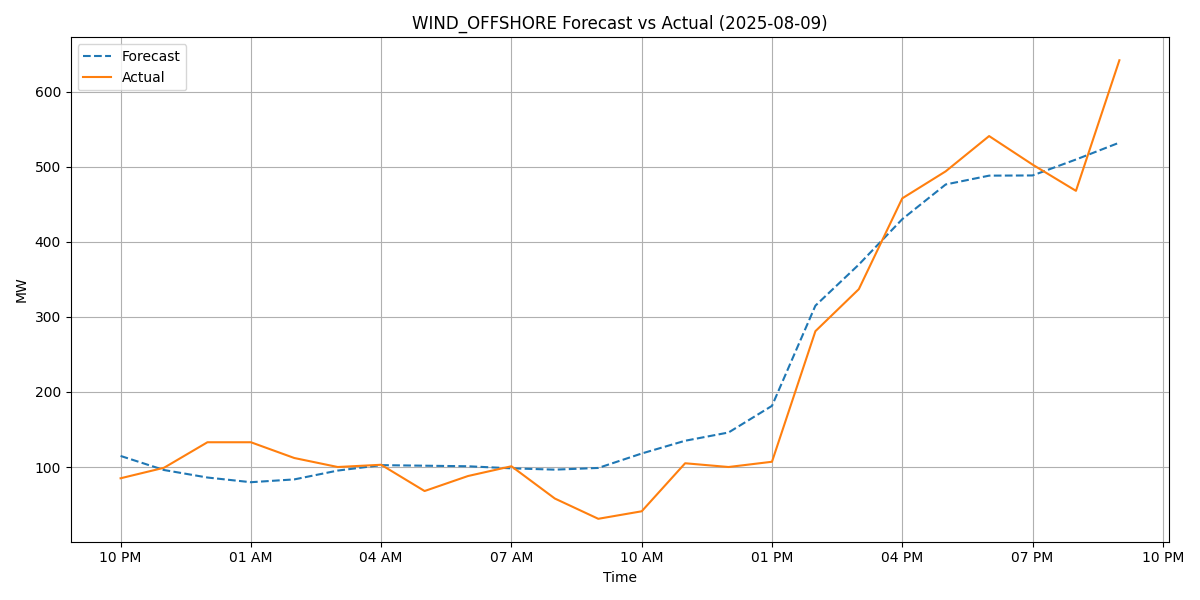 WIND_OFFSHORE Forecast vs Actual (2025-08-09)
Forecast
Actual
600
500
400
300
200
100
MW
10 PM 01 AM 04 AM 07 AM 10 AM 01 PM 04 PM 07 PM 10 PM
Time